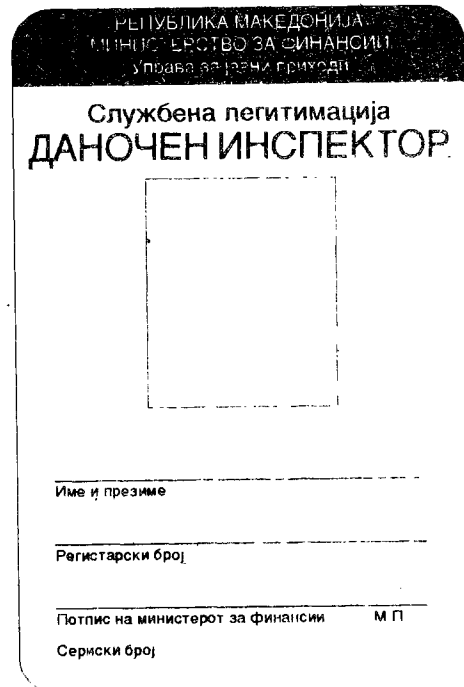 РЕПУБЛИКА МАКЕДОНИЈА
МИНИСТЕРСТВО ЗА ФИНАНСИИ
Управа за јавни приходи
Службена легитимација
ДАНОЧЕН ИНСПЕКТОР
Име и презиме
Регистарски број
Потпис на министерот за финансии М П
Сериски број